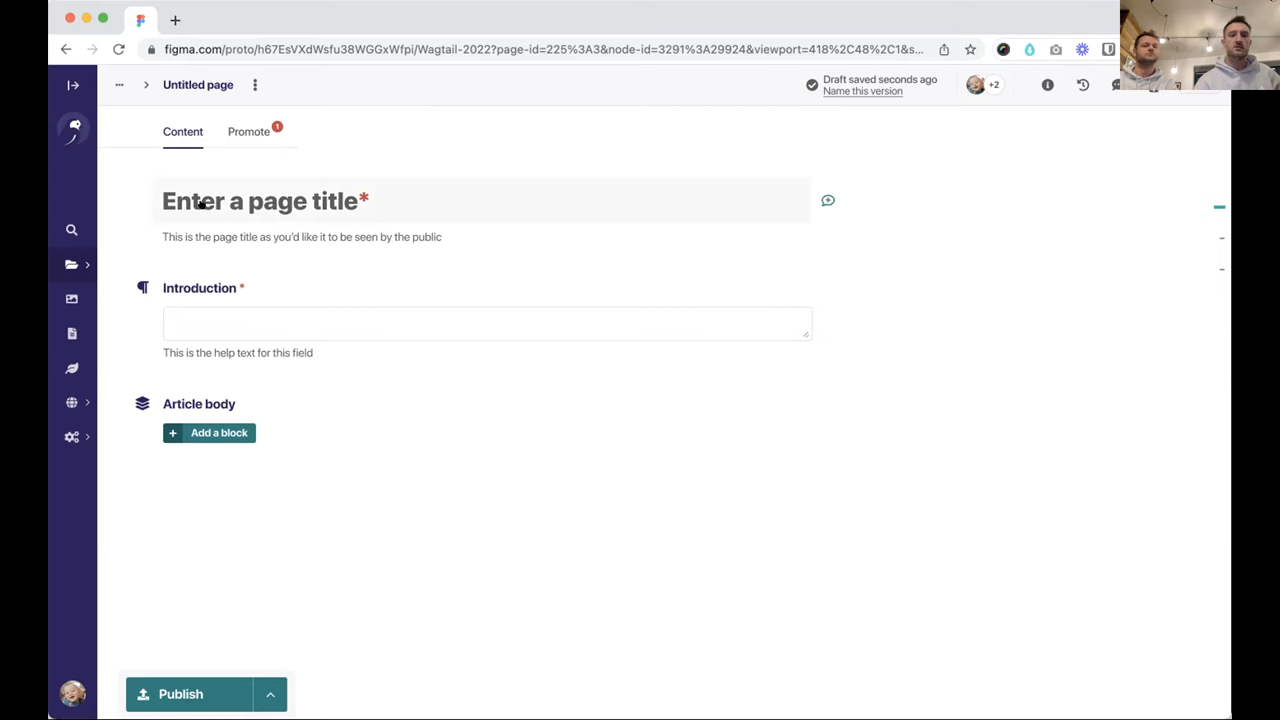 figma.com/proto/h67EsVXdWsfu38WGGxWfpi/Wagtail-2022?page-id=225%3A3&node-id=3291%3A29924&viewport=418%2C48%2C1&s...
Untitled page
Draft saved seconds ago
Name this version
+2
Content
Promote
1
Enter a page title*
This is the page title as you'd like it to be seen by the public
Introduction *
This is the help text for this field
Article body
+ Add a block
Publish